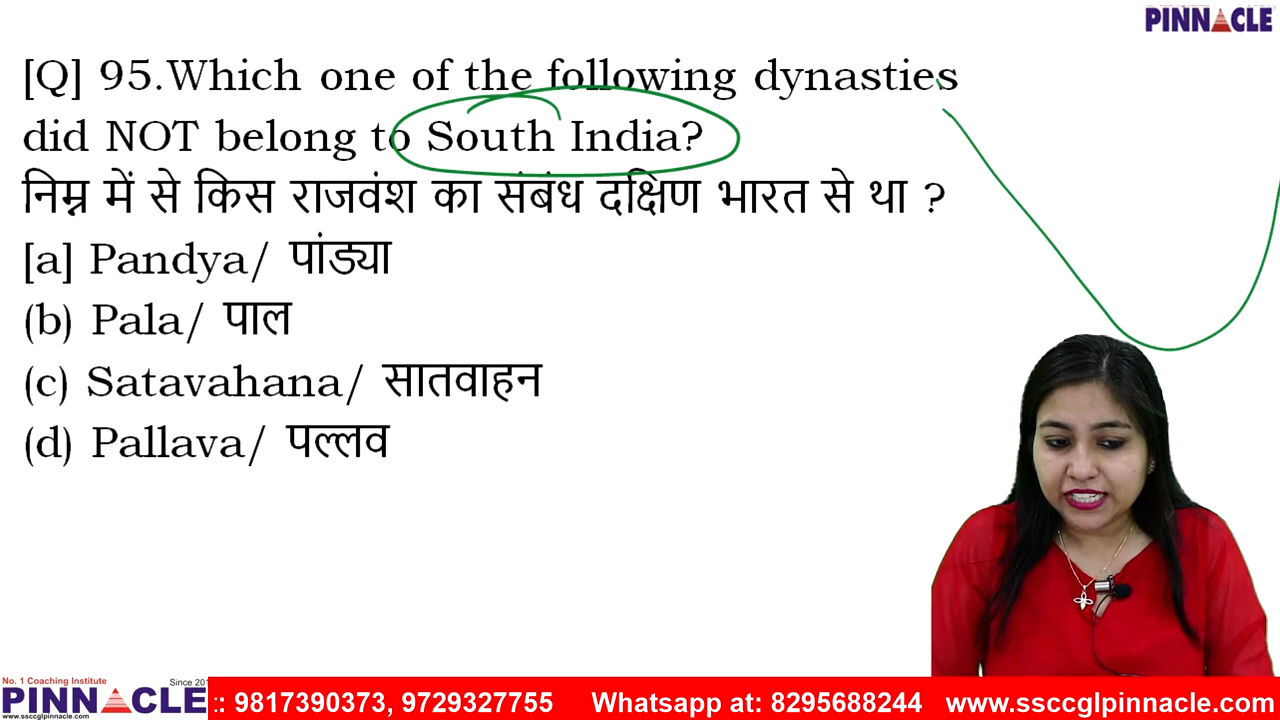 PINNACLE
[Q] 95.Which one of the following dynasties
did NOT belong to South India?
निम्न में से किस राजवंश का संबंध दक्षिण भारत से था ?
[a] Pandya/ पांड्या
(b) Pala/ पाल
(c) Satavahana/ सातवाहन
(d) Pallava/ पल्लव
No. 1 Coaching Institute
Since
PINNACLE
www.ssccglpinnacle.com
:: 9817390373, 9729327755 Whatsapp at: 8295688244 www.ssccglpinnacle.com